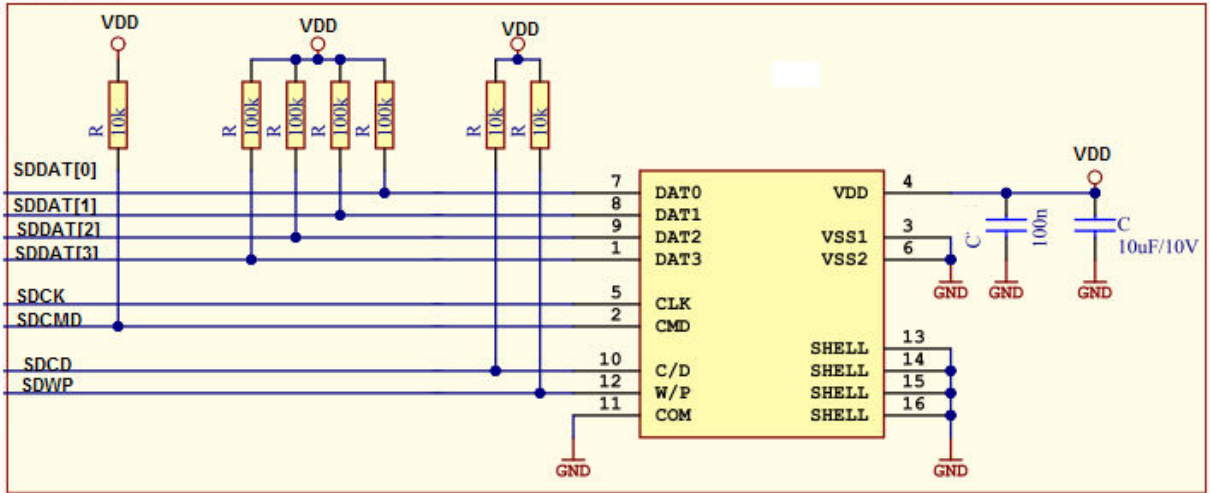 VDD
VDD
VDD
R 10k
R 100k
R 100k
R 100k
R 100k
R 10k
R 10k
SDDAT[0]
SDDAT[1]
SDDAT[2]
SDDAT[3]
SDCK
SDCMD
SDCD
SDWP
7 DAT0
8 DAT1
9 DAT2
1 DAT3
5 CLK
2 CMD
10 C/D
12 W/P
11 COM
GND
VDD 4
VSS1 3
VSS2 6
SHELL 13
SHELL 14
SHELL 15
SHELL 16
GND
GND
VDD
C 100n
GND
C
10uF/10V
GND